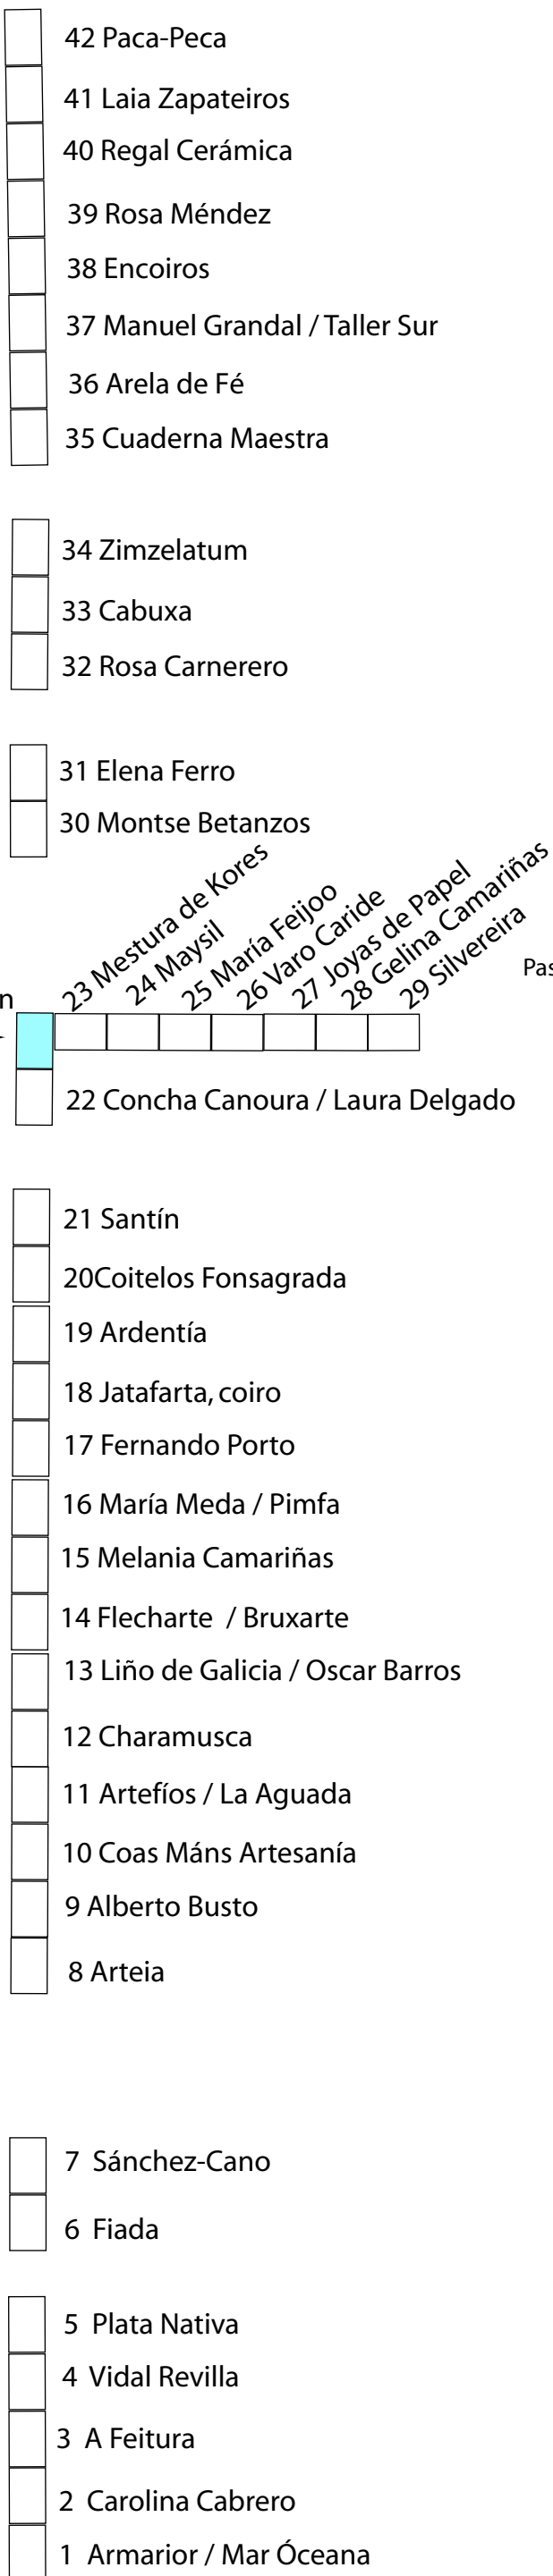 42 Paca-Peca
41 Laia Zapateiros
40 Regal Cerámica
39 Rosa Méndez
38 Encoiros
37 Manuel Grandal / Taller Sur
36 Arela de Fé
35 Cuaderna Maestra
34 Zimzelatum
33 Cabuxa
32 Rosa Carnerero
31 Elena Ferro
30 Montse Betanzos
23 Mestura de Kores
24 Maysil
25 María Feijoo
26 Varo Caride
27 Joyas de Papel
28 Gelina Camariñas
29 Silvereira
Pas
n
22 Concha Canoura / Laura Delgado
21 Santín
20Coitelos Fonsagrada
19 Ardentía
18 Jatafarta, coiro
17 Fernando Porto
16 María Meda / Pimfa
15 Melania Camariñas
14 Flecharte / Bruxarte
13 Liño de Galicia / Oscar Barros
12 Charamusca
11 Artefíos / La Aguada
10 Coas Máns Artesanía
9 Alberto Busto
8 Arteia
7 Sánchez-Cano
6 Fiada
5 Plata Nativa
4 Vidal Revilla
3 A Feitura
2 Carolina Cabrero
1 Armarior / Mar Óceana